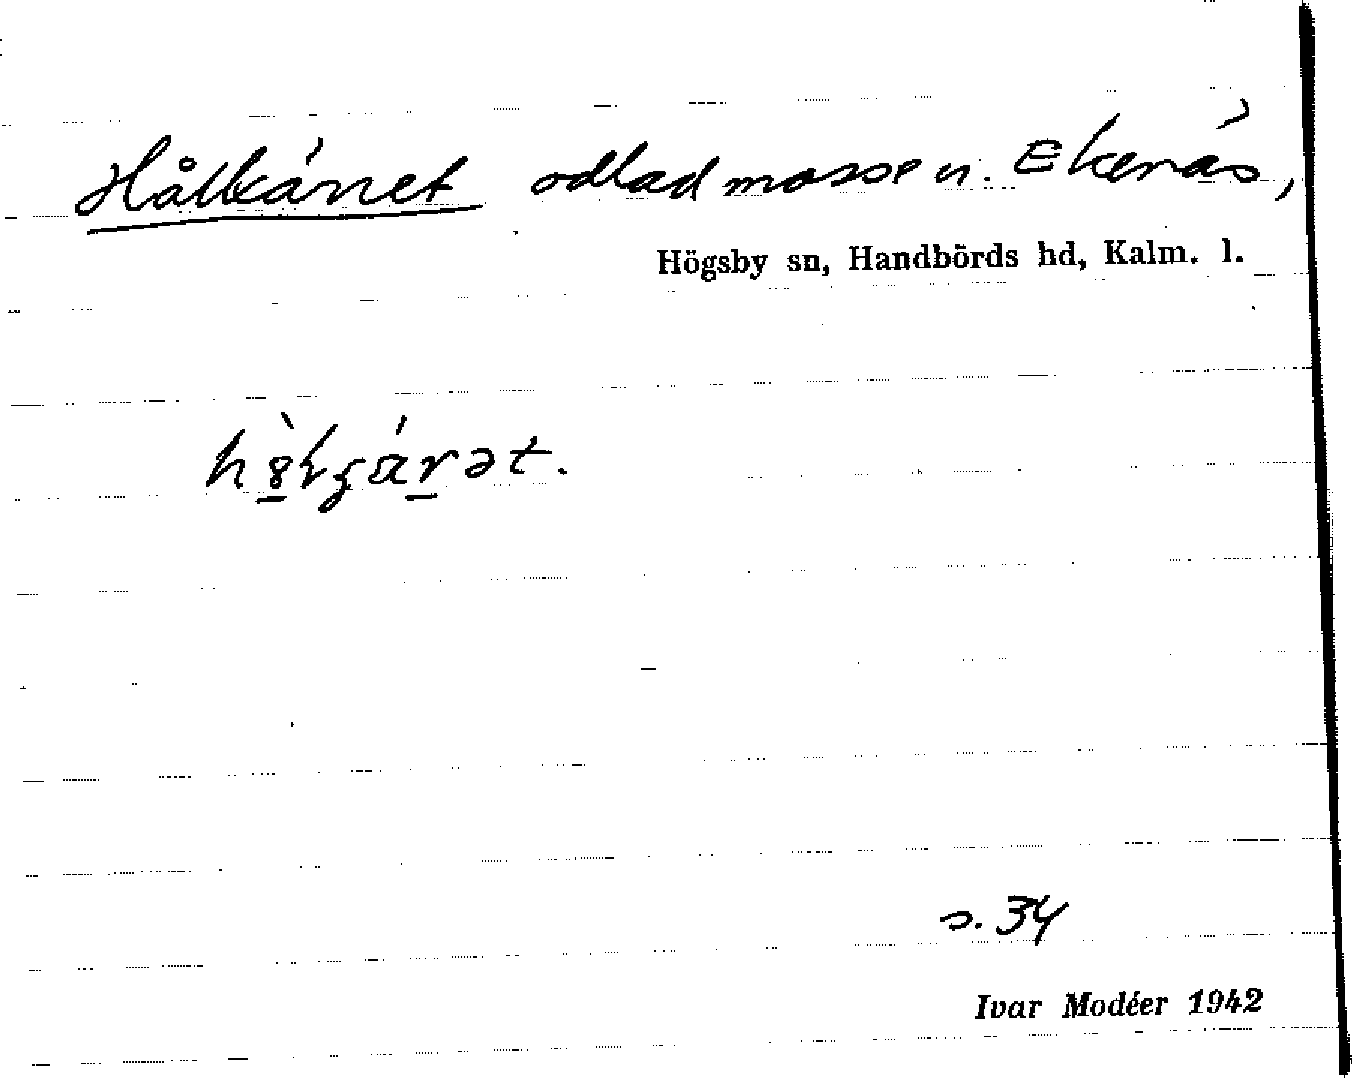 Hålkärret odlad mosse n. Ekenäs,
Högsby sn, Handbörds hd, Kalm. l.
s. 34
Ivar Modéer 1942